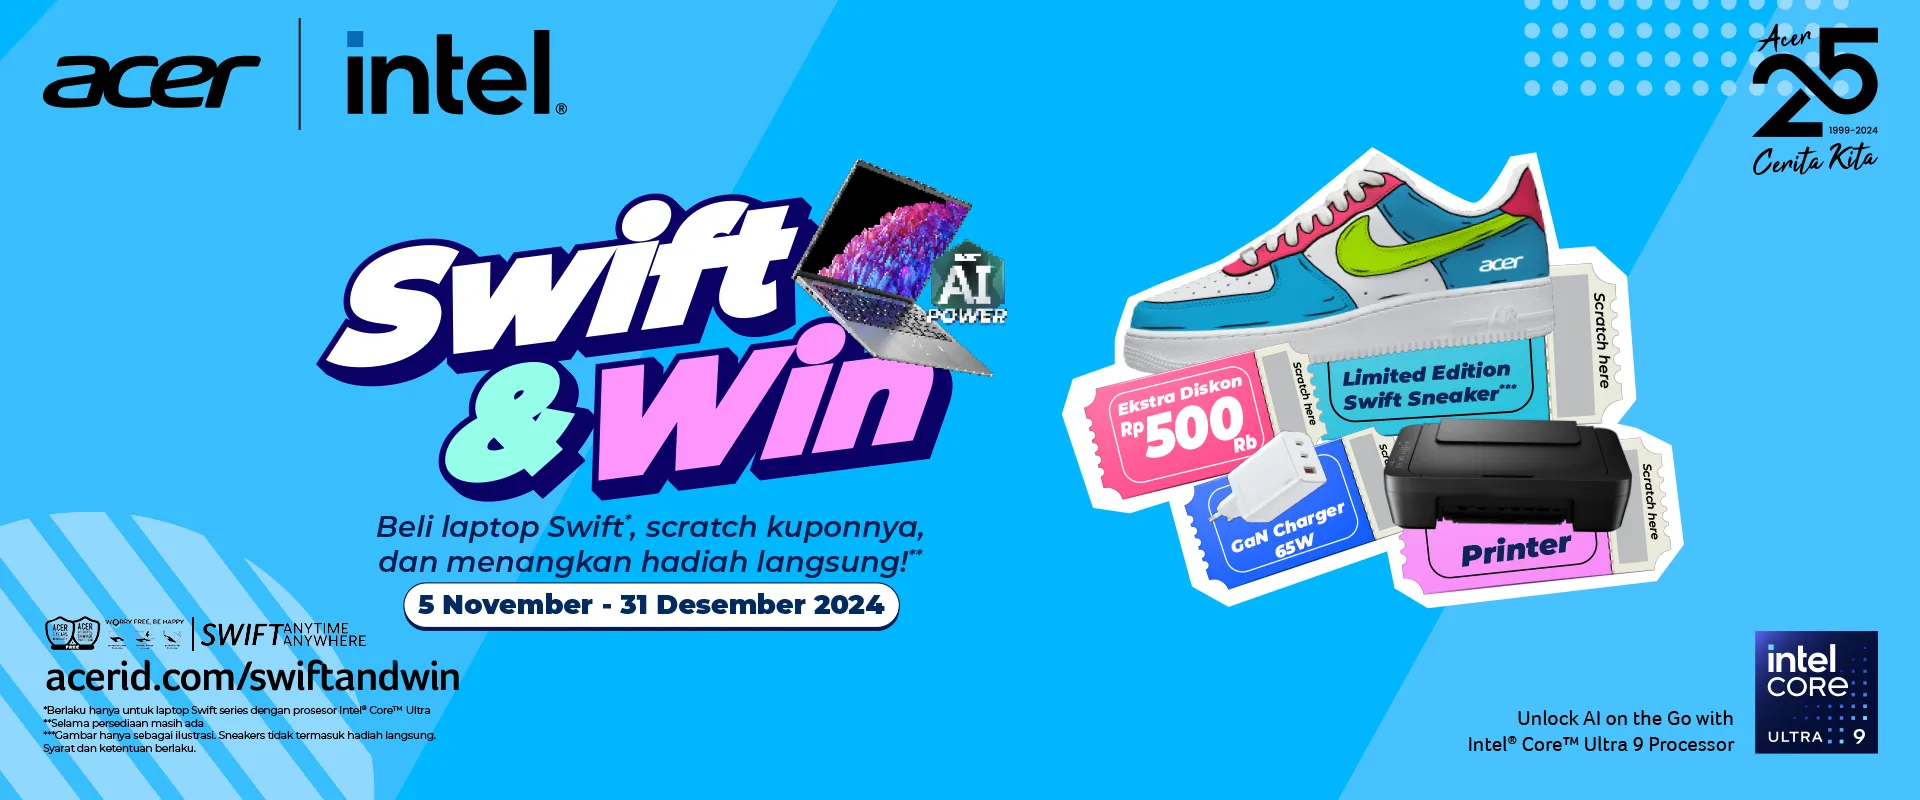 acer
intel®
Acer
25
1999-2024
Cerita Kita
Swift
& Win
AI
POWER
Beli laptop Swift*, scratch kuponnya,
dan menangkan hadiah langsung!**
5 November - 31 Desember 2024
acer
Scratch here
Limited Edition
Swift Sneaker***
Ekstra Diskon
Rp 500 Rb
Scratch here
GaN Charger
65W
Printer
Scratch here
ACER
ACER
FREE
WORRY FREE, BE HAPPY
SWIFT ANYTIME
ANYWHERE
acerid.com/swiftandwin
*Berlaku hanya untuk laptop Swift series dengan prosesor Intel® Core™ Ultra
**Selama persediaan masih ada
***Gambar hanya sebagai ilustrasi. Sneakers tidak termasuk hadiah langsung.
Syarat dan ketentuan berlaku.
Unlock AI on the Go with
Intel® Core™ Ultra 9 Processor
intel
CORE
ULTRA 9